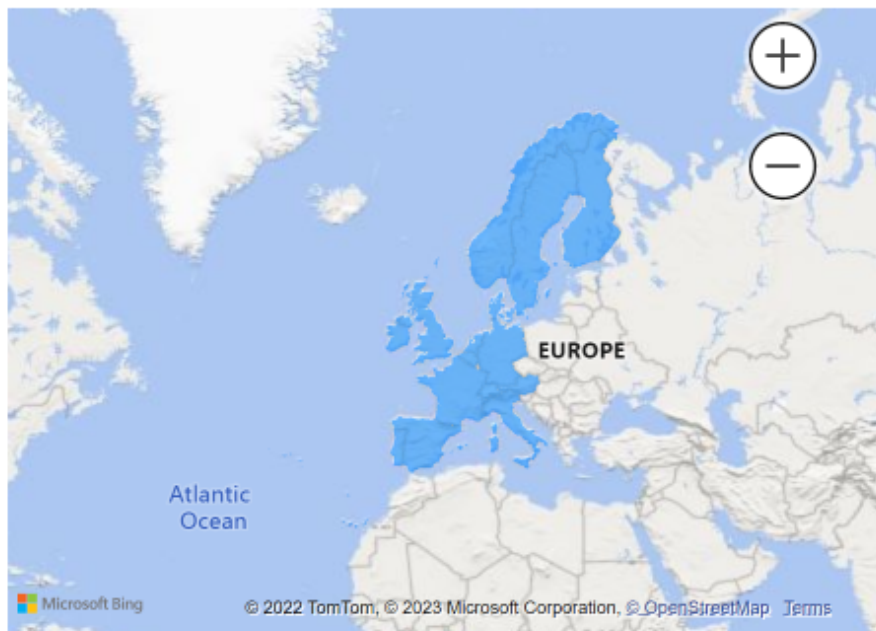 +
−
EUROPE
Atlantic
Ocean
Microsoft Bing
© 2022 TomTom, © 2023 Microsoft Corporation, © OpenStreetMap Terms